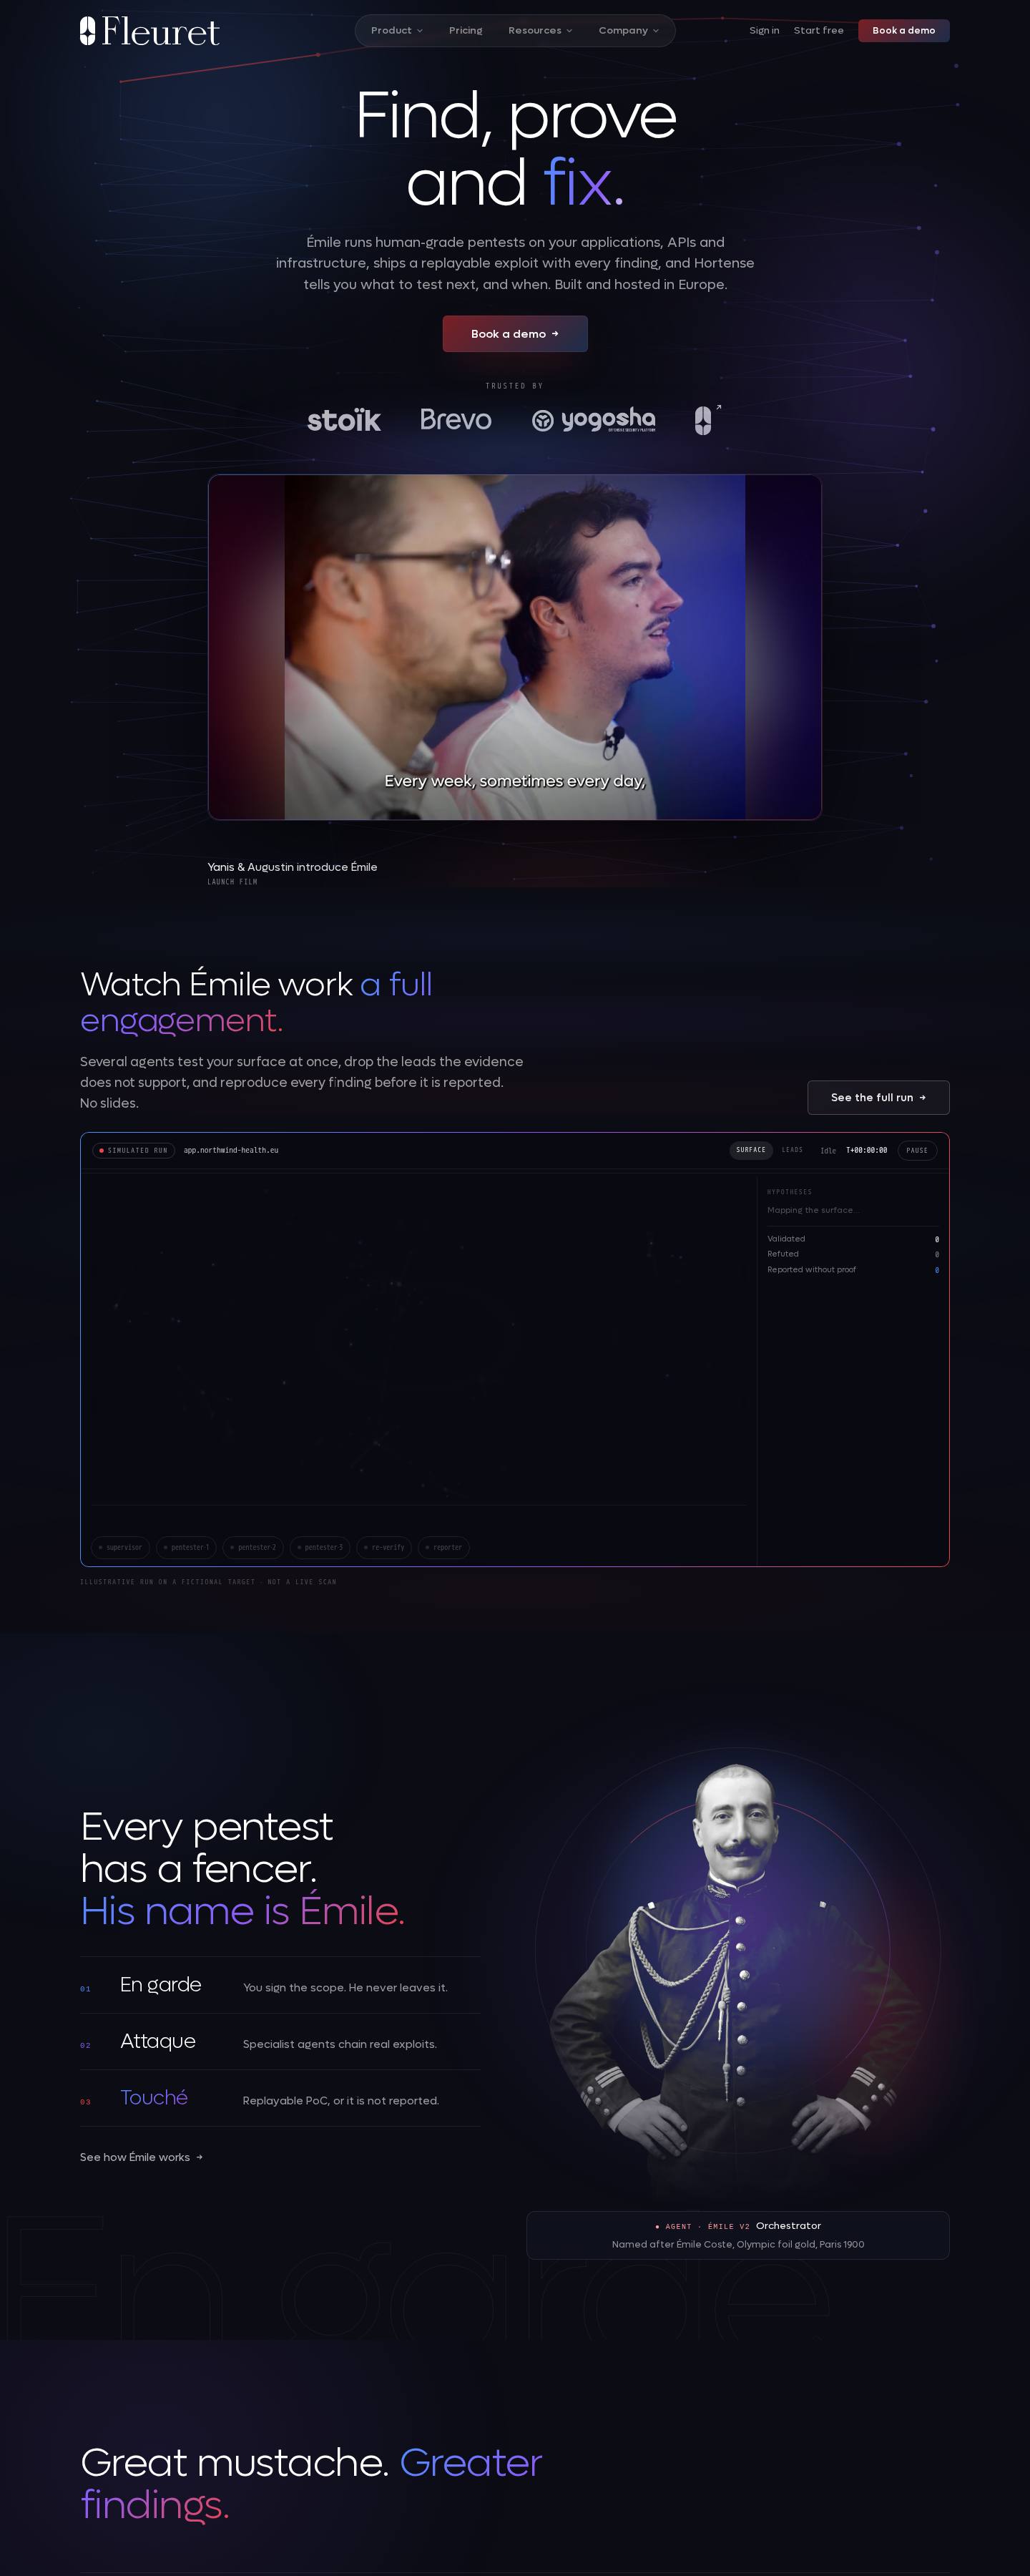 Fleuret
Product
Pricing
Resources
Company
Sign in
Start free
Book a demo
Find, prove
and fix.
Émile runs human-grade pentests on your applications, APIs and
infrastructure, ships a replayable exploit with every finding, and Hortense
tells you what to test next, and when. Built and hosted in Europe.
Book a demo →
TRUSTED BY
stoïk
Brevo
yogosha
Every week, sometimes every day,
Yanis & Augustin introduce Émile
LAUNCH FILM
Watch Émile work a full
engagement.
Several agents test your surface at once, drop the leads the evidence
does not support, and reproduce every finding before it is reported.
No slides.
See the full run →
SIMULATED RUN
app.northwind-health.eu
SURFACE
LEADS
Idle
T+00:00:00
PAUSE
HYPOTHESES
Mapping the surface…
Validated 0
Refuted 0
Reported without proof 0
supervisor
pentester-1
pentester-2
pentester-3
re-verify
reporter
ILLUSTRATIVE RUN ON A FICTIONAL TARGET · NOT A LIVE SCAN
Every pentest
has a fencer.
His name is Émile.
01 En garde You sign the scope. He never leaves it.
02 Attaque Specialist agents chain real exploits.
03 Touché Replayable PoC, or it is not reported.
See how Émile works →
AGENT · ÉMILE V2 Orchestrator
Named after Émile Coste, Olympic foil gold, Paris 1900
En garde
Great mustache. Greater
findings.